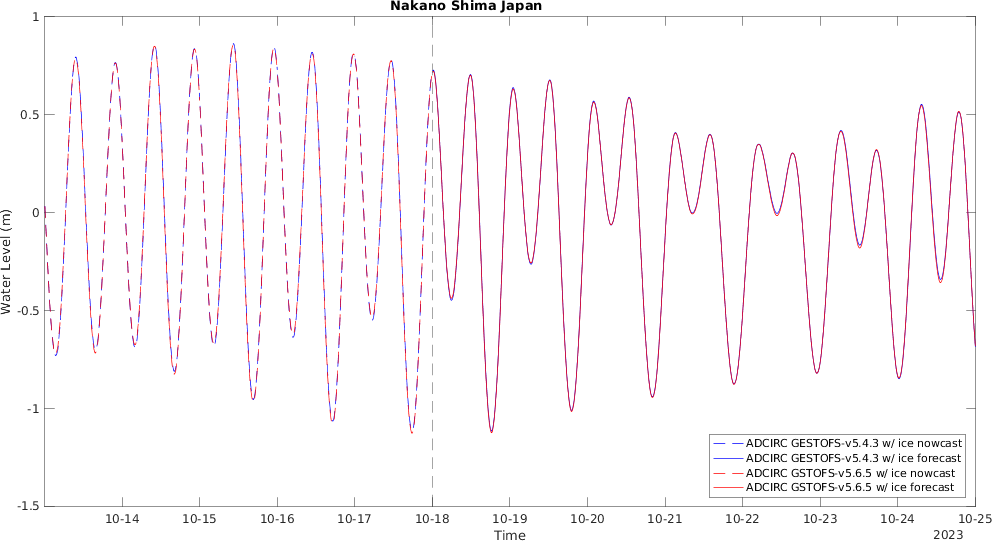 Nakano Shima Japan
1
0.5
0
-0.5
-1
-1.5
Water Level (m)
ADCIRC GESTOFS-v5.4.3 w/ ice nowcast
ADCIRC GESTOFS-v5.4.3 w/ ice forecast
ADCIRC GSTOFS-v5.6.5 w/ ice nowcast
ADCIRC GSTOFS-v5.6.5 w/ ice forecast
10-14 10-15 10-16 10-17 10-18 10-19 10-20 10-21 10-22 10-23 10-24 10-25
Time
2023